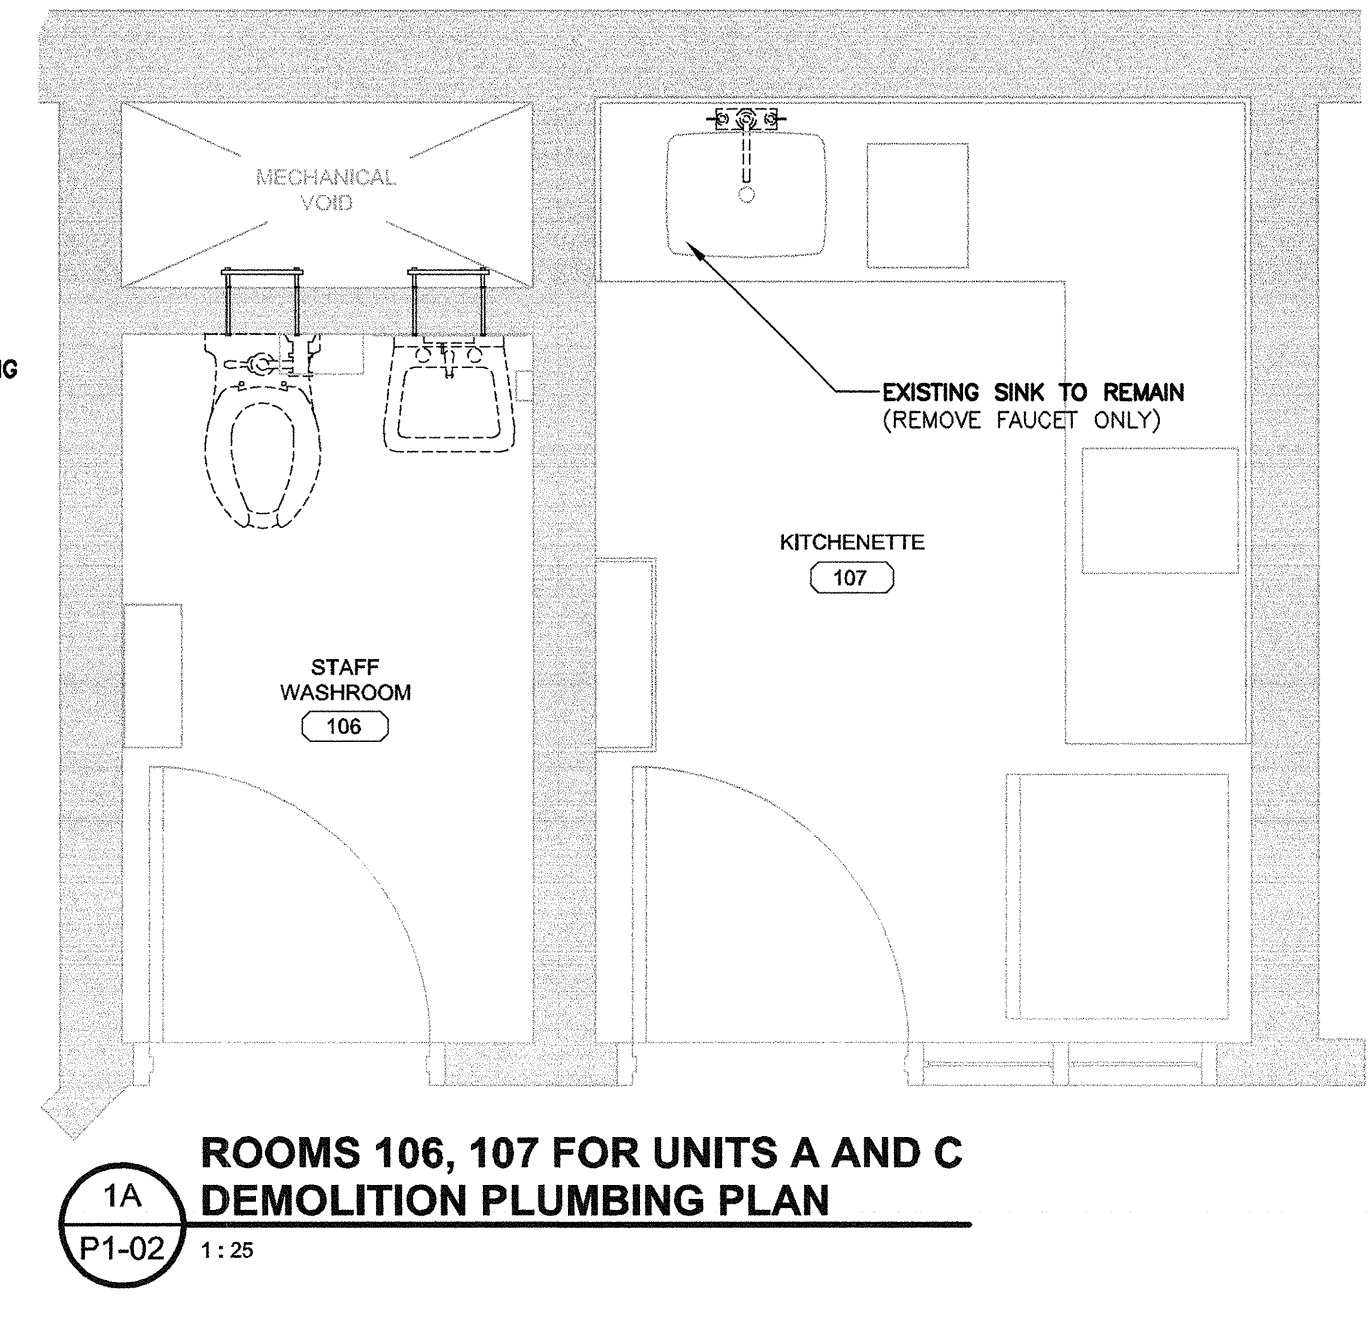 MECHANICAL
VOID
EXISTING SINK TO REMAIN
(REMOVE FAUCET ONLY)
KITCHENETTE
107
STAFF
WASHROOM
106
ROOMS 106, 107 FOR UNITS A AND C
DEMOLITION PLUMBING PLAN
1A
P1-02
1 : 25